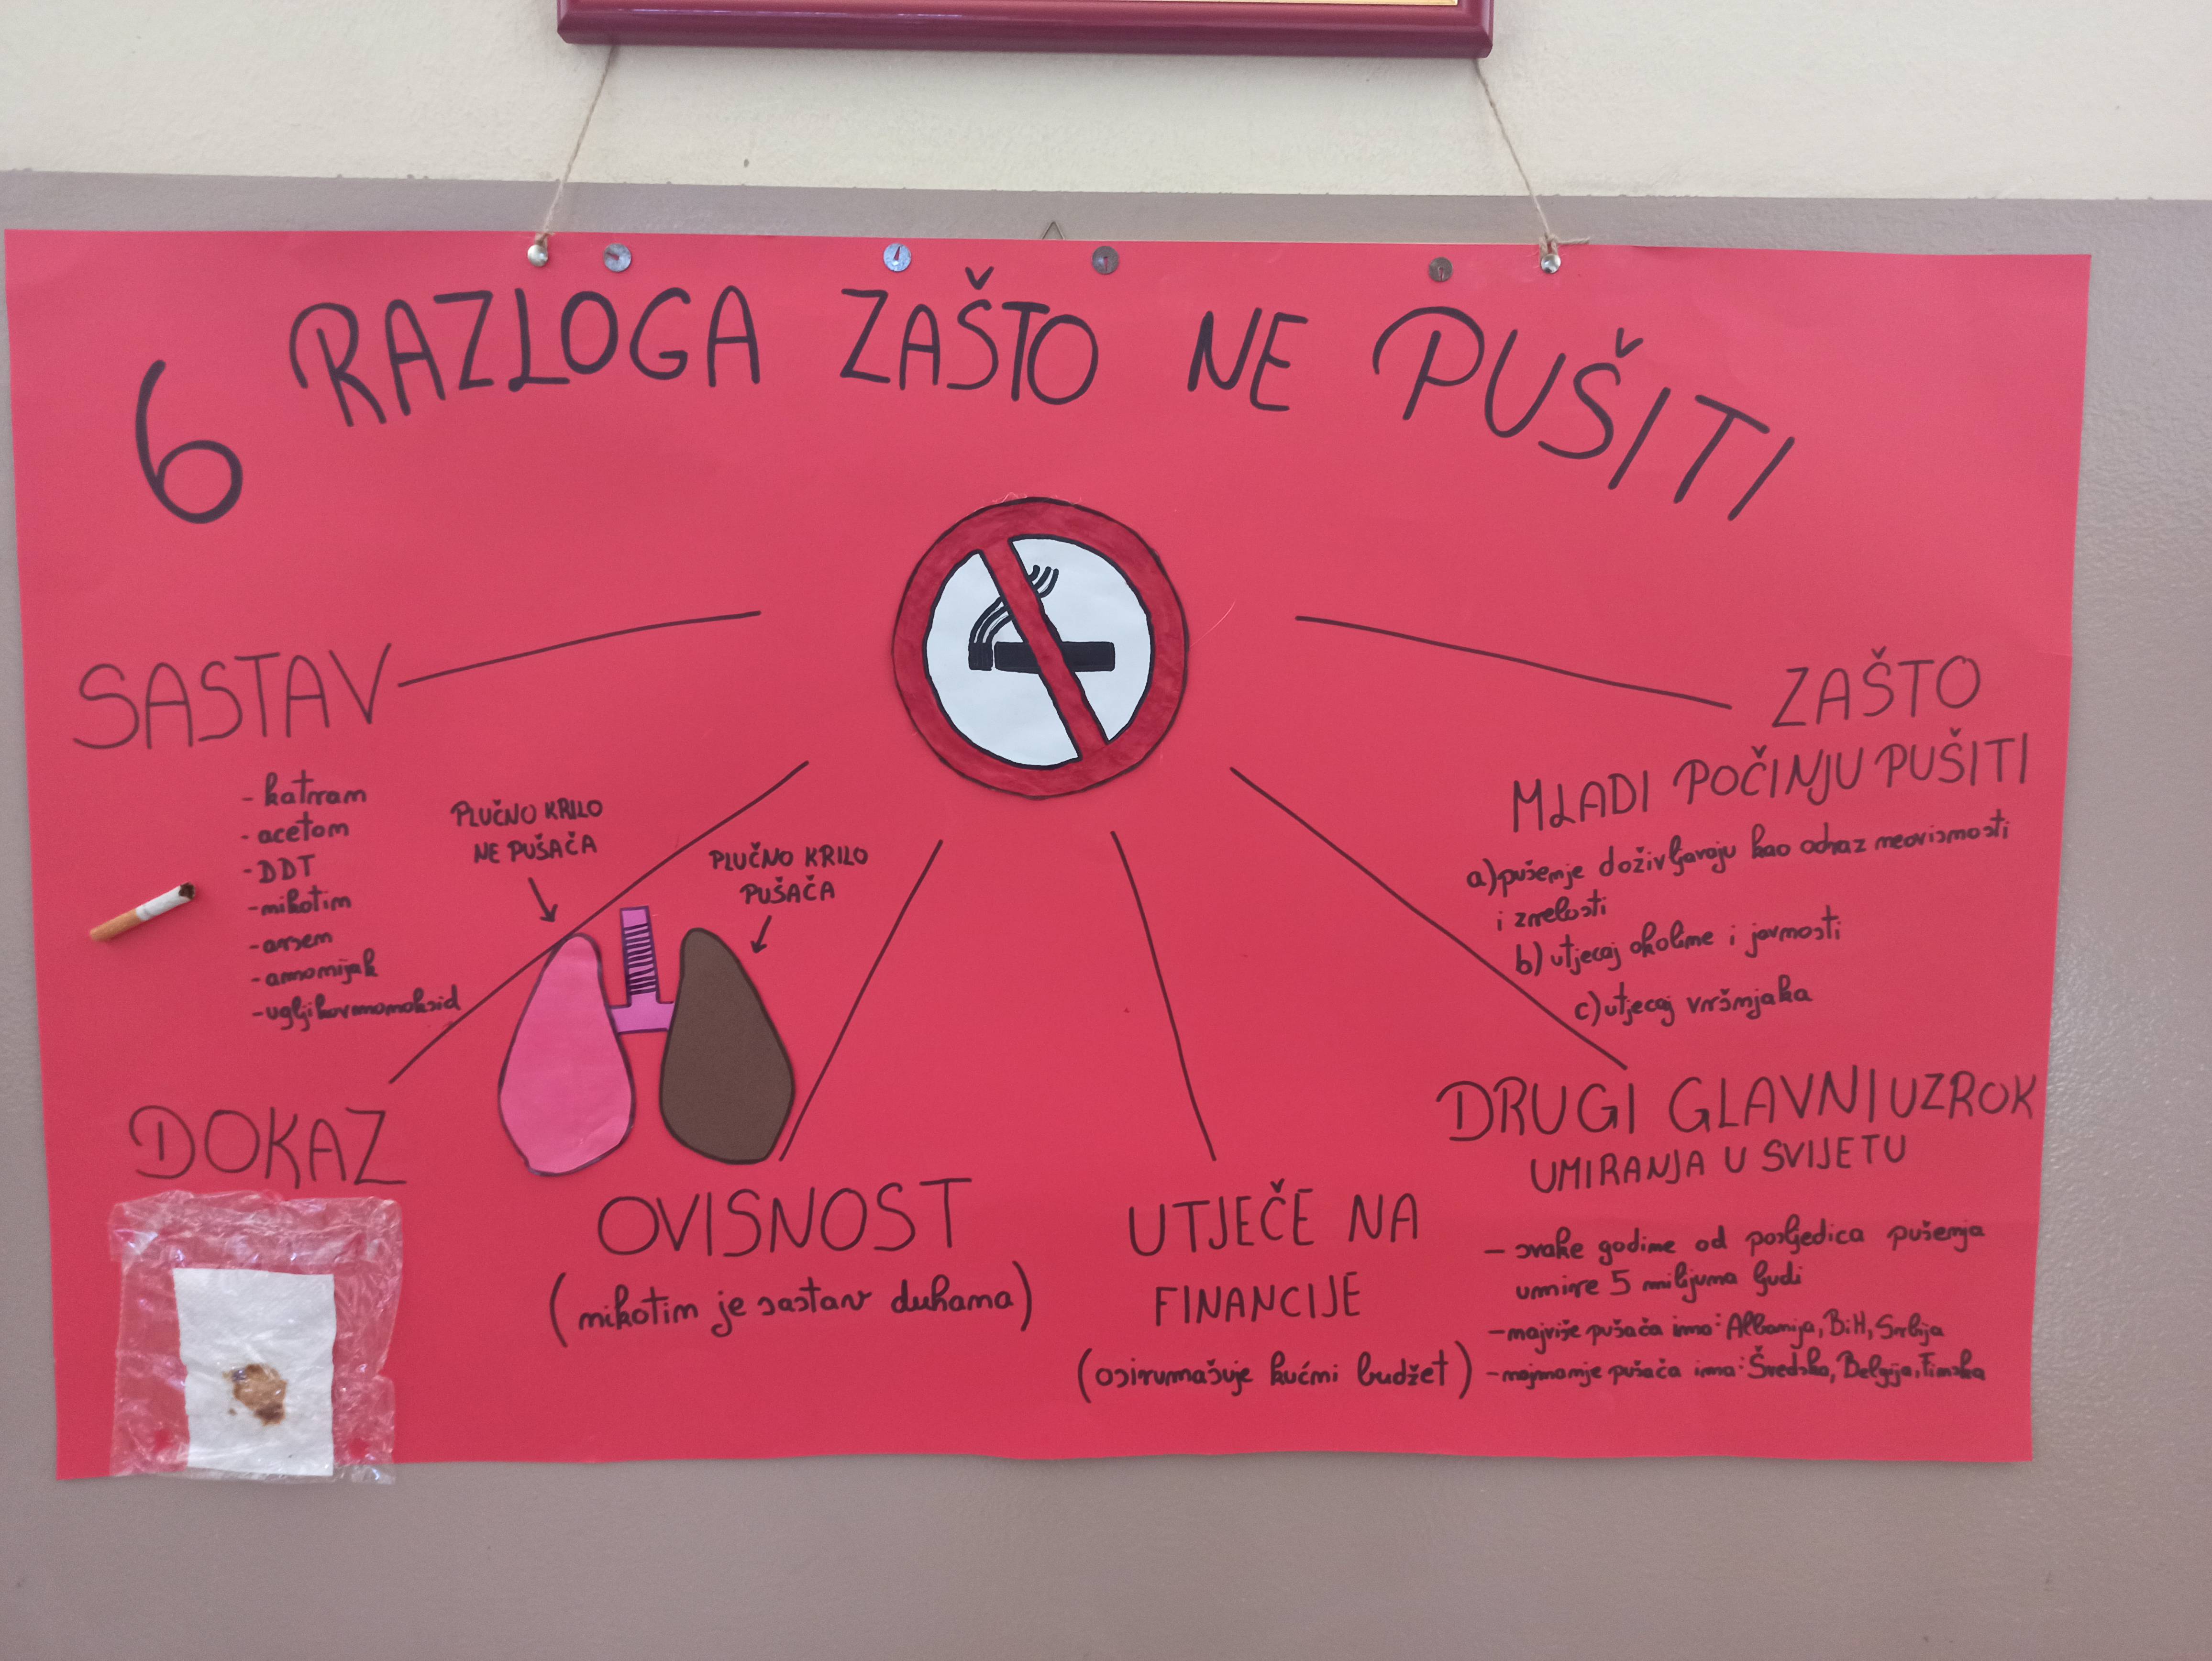 6 RAZLOGA ZAŠTO NE PUŠITI
SASTAV
- katran
- aceton
- DDT
- nikotin
- arsen
- amonijak
- ugljikov monoksid
PLUČNO KRILO
NE PUŠAČA
PLUČNO KRILO
PUŠAČA
DOKAZ
OVISNOST
(nikotin je sastav duhana)
UTJEČE NA
FINANCIJE
(osirumašuje kućni budžet)
DRUGI GLAVNI UZROK
UMIRANJA U SVIJETU
- svake godine od posljedica pušenja
umire 5 milijuna ljudi
- najviše pušača ima: Albanija, BiH, Srbija
- najmanje pušača ima: Švedska, Belgija, Finska
ZAŠTO
MLADI POČINJU PUŠITI
a) pušenje doživljavaju kao odraz neovisnosti
i zrelosti
b) utjecaj okoline i javnosti
c) utjecaj vršnjaka